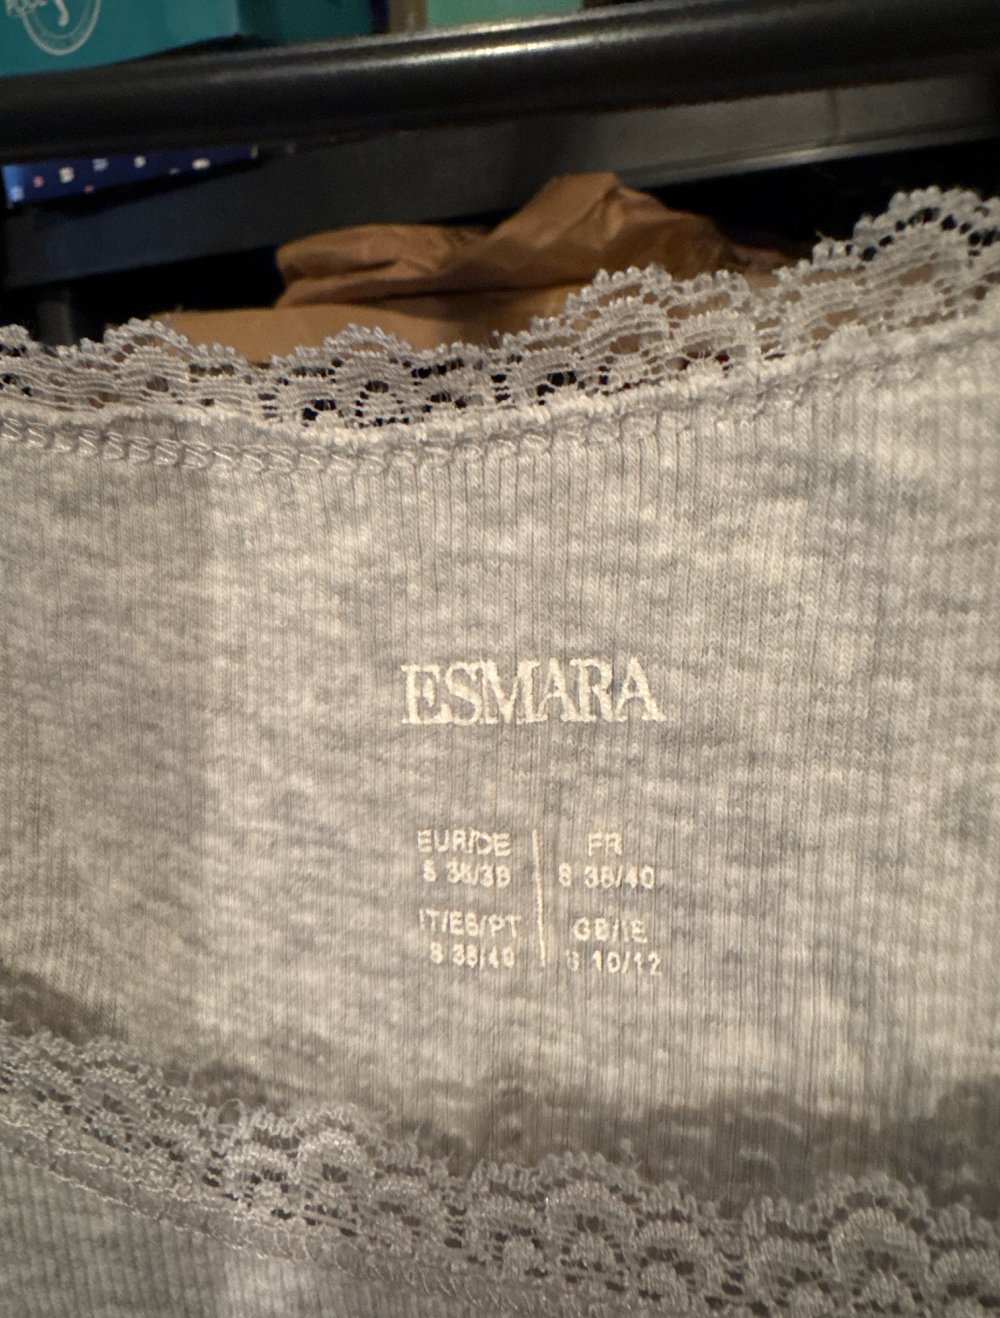 ESMARA
EUR/DE
S 36/38
FR
S 38/40
IT/ES/PT
S 38/40
GB/IE
S 10/12